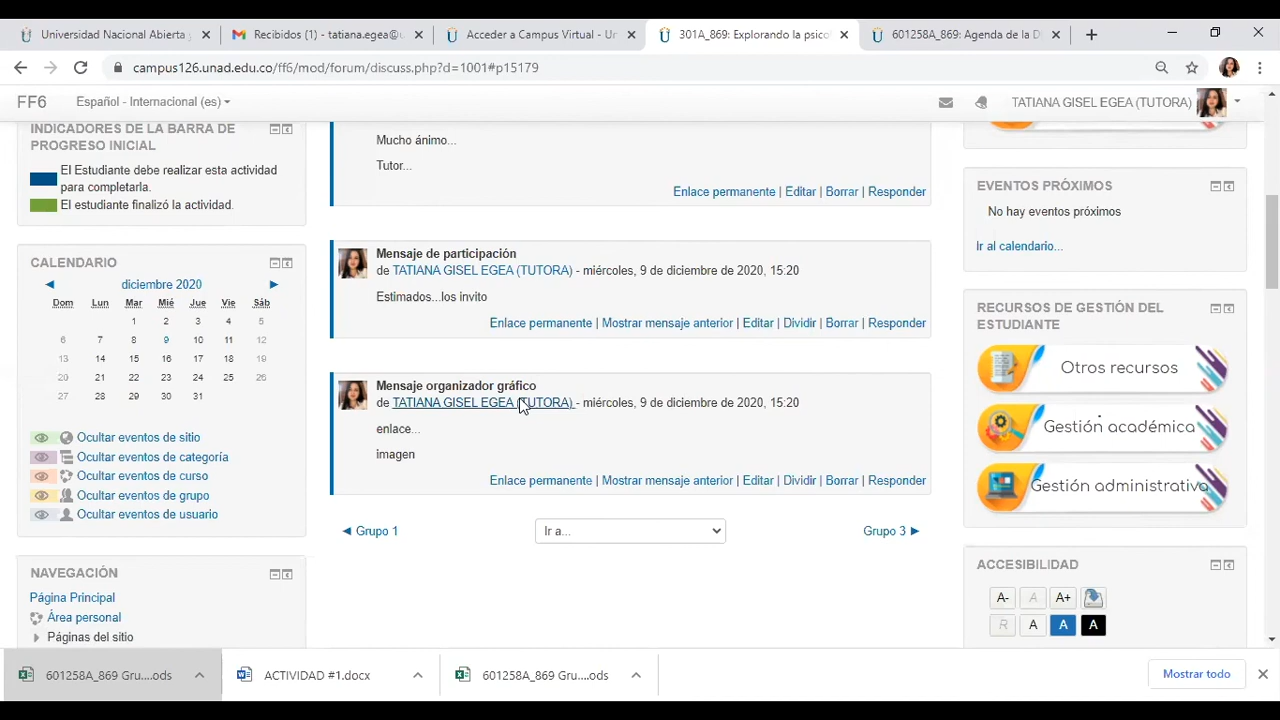 Universidad Nacional Abierta y
Recibidos (1) - tatiana.egea@u
Acceder a Campus Virtual - Un
301A_869: Explorando la psico
601258A_869: Agenda de la D
campus126.unad.edu.co/ff6/mod/forum/discuss.php?d=1001#p15179
FF6
Español - Internacional (es)
TATIANA GISEL EGEA (TUTORA)
INDICADORES DE LA BARRA DE
PROGRESO INICIAL
El Estudiante debe realizar esta actividad
para completarla.
El estudiante finalizó la actividad.
CALENDARIO
◄ diciembre 2020 ►
Dom Lun Mar Mié Jue Vie Sáb
1 2 3 4 5
6 7 8 9 10 11 12
13 14 15 16 17 18 19
20 21 22 23 24 25 26
27 28 29 30 31
Ocultar eventos de sitio
Ocultar eventos de categoría
Ocultar eventos de curso
Ocultar eventos de grupo
Ocultar eventos de usuario
NAVEGACIÓN
Página Principal
Área personal
Páginas del sitio
Mucho ánimo...
Tutor...
Enlace permanente | Editar | Borrar | Responder
Mensaje de participación
de TATIANA GISEL EGEA (TUTORA) - miércoles, 9 de diciembre de 2020, 15:20
Estimados...los invito
Enlace permanente | Mostrar mensaje anterior | Editar | Dividir | Borrar | Responder
Mensaje organizador gráfico
de TATIANA GISEL EGEA (TUTORA) - miércoles, 9 de diciembre de 2020, 15:20
enlace...
imagen
Enlace permanente | Mostrar mensaje anterior | Editar | Dividir | Borrar | Responder
◄ Grupo 1
Ir a...
Grupo 3 ►
EVENTOS PRÓXIMOS
No hay eventos próximos
Ir al calendario...
RECURSOS DE GESTIÓN DEL
ESTUDIANTE
Otros recursos
Gestión académica
Gestión administrativa
ACCESIBILIDAD
A- A A+
R A A A
601258A_869 Gru....ods
ACTIVIDAD #1.docx
601258A_869 Gru....ods
Mostrar todo